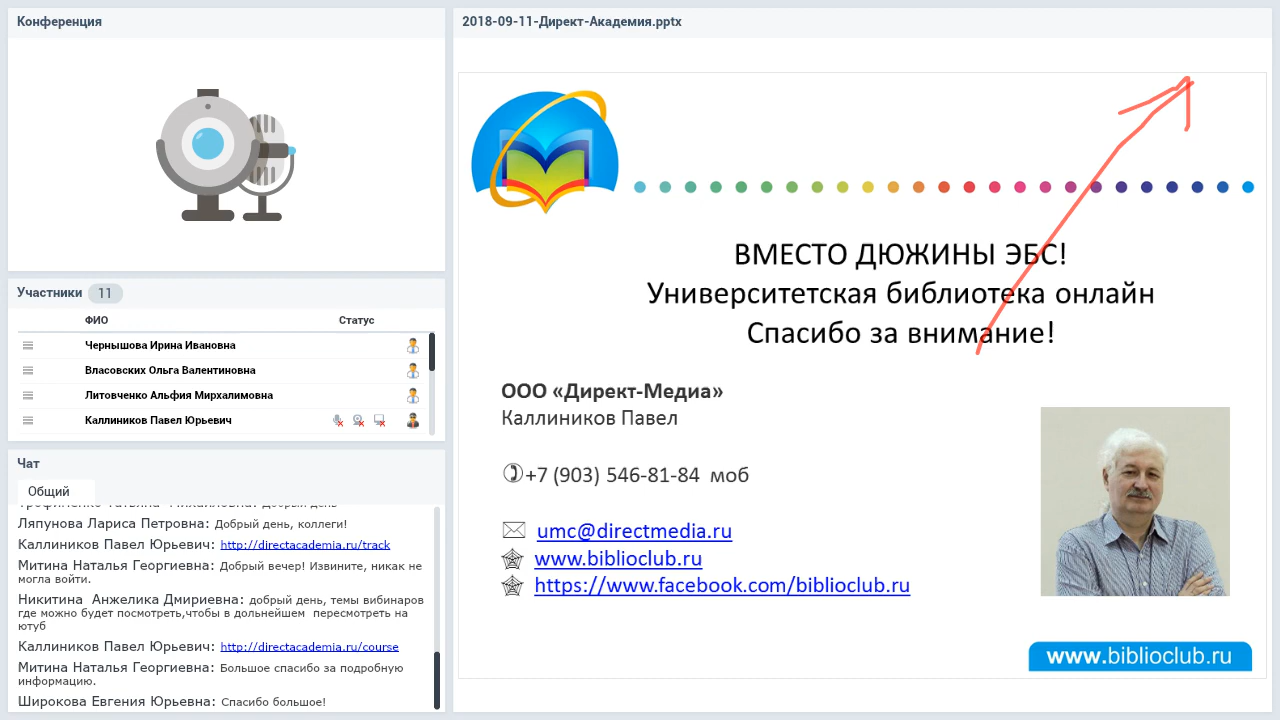 Конференция
2018-09-11-Директ-Академия.pptx
Участники 11
ФИО Статус
Чернышова Ирина Ивановна
Власовских Ольга Валентиновна
Литовченко Альфия Мирхалимовна
Каллиников Павел Юрьевич
Чат
Общий
Ляпунова Лариса Петровна: Добрый день, коллеги!
Каллиников Павел Юрьевич: http://directacademia.ru/track
Митина Наталья Георгиевна: Добрый вечер! Извините, никак не
могла войти.
Никитина Анжелика Дмириевна: добрый день, темы вибинаров
где можно будет посмотреть,чтобы в дольнейшем пересмотреть на
ютуб
Каллиников Павел Юрьевич: http://directacademia.ru/course
Митина Наталья Георгиевна: Большое спасибо за подробную
информацию.
Широкова Евгения Юрьевна: Спасибо большое!
ВМЕСТО ДЮЖИНЫ ЭБС!
Университетская библиотека онлайн
Спасибо за внимание!
ООО «Директ-Медиа»
Каллиников Павел
+7 (903) 546-81-84 моб
umc@directmedia.ru
www.biblioclub.ru
https://www.facebook.com/biblioclub.ru
www.biblioclub.ru